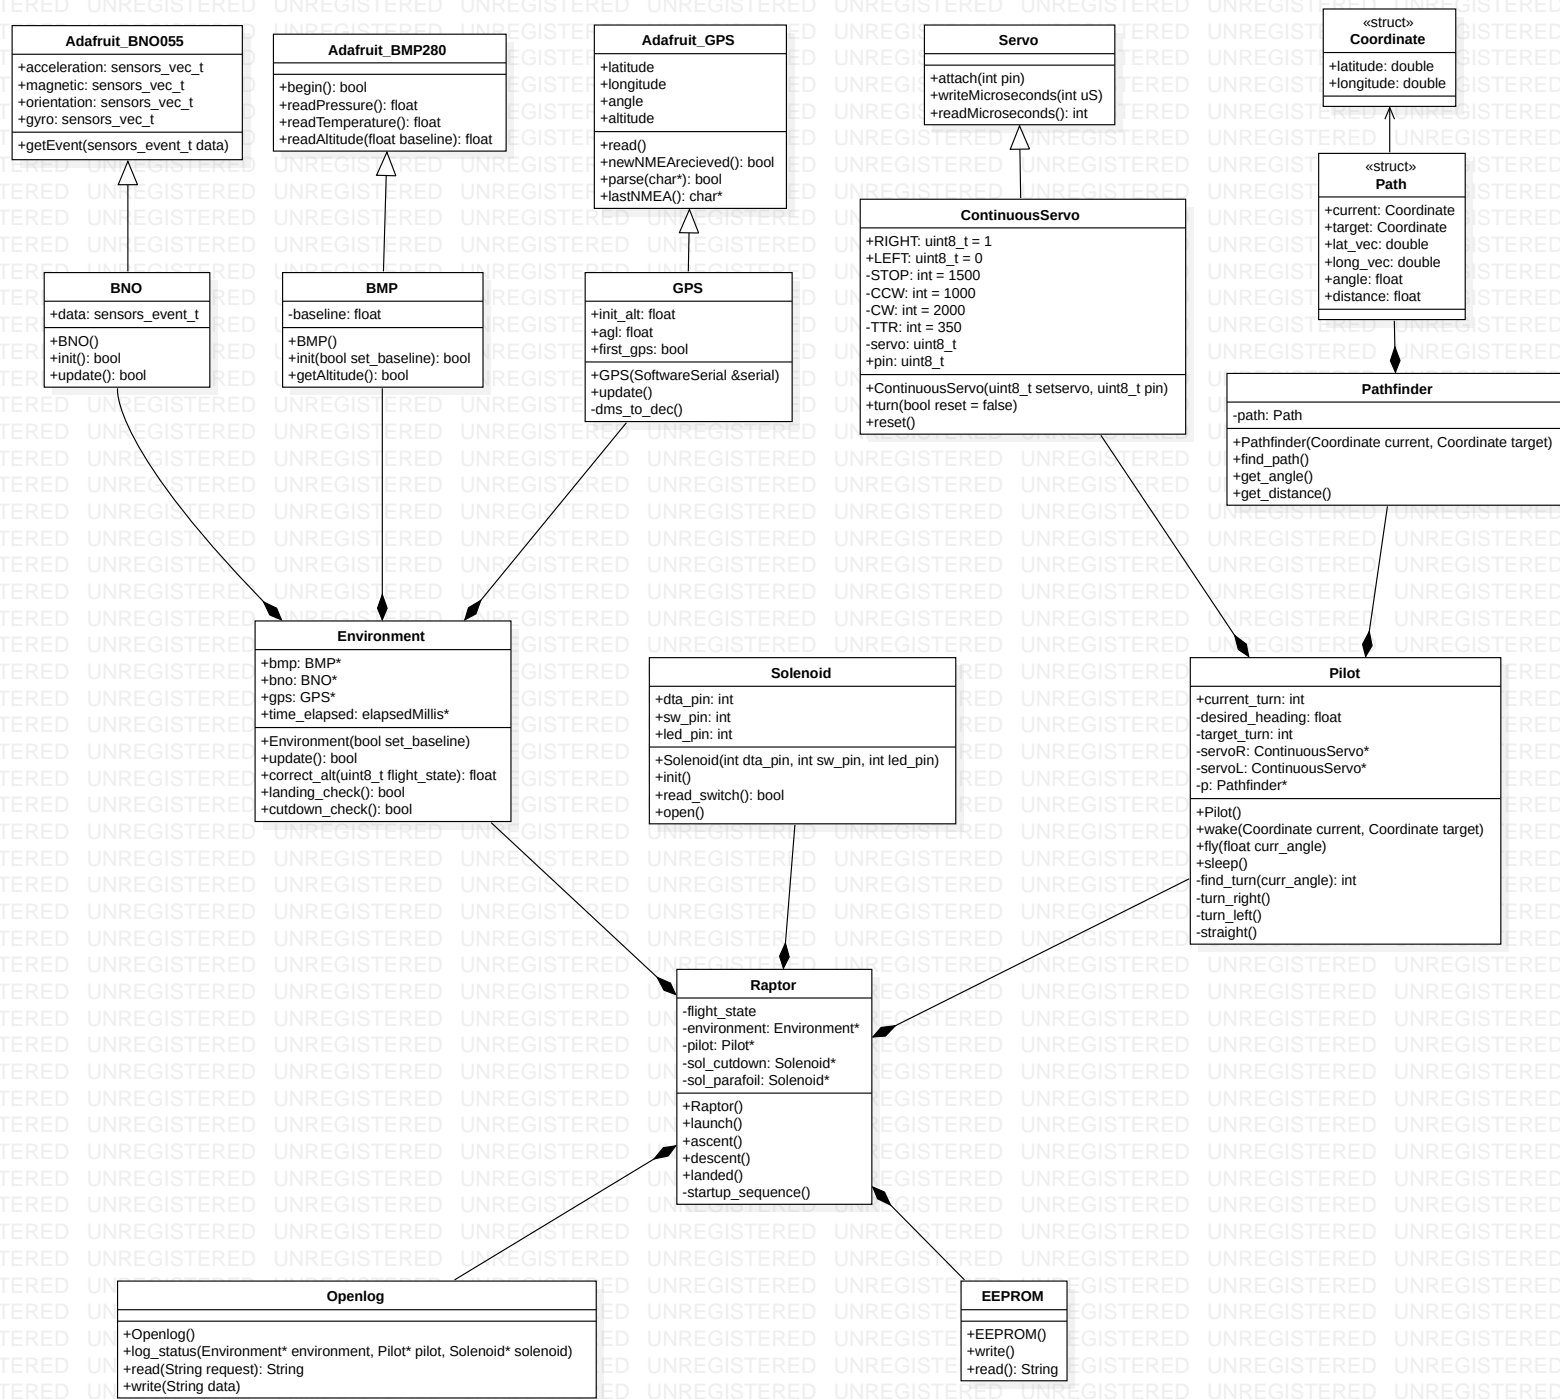 Adafruit_BNO055
+acceleration: sensors_vec_t
+magnetic: sensors_vec_t
+orientation: sensors_vec_t
+gyro: sensors_vec_t
+getEvent(sensors_event_t data)
Adafruit_BMP280
+begin(): bool
+readPressure(): float
+readTemperature(): float
+readAltitude(float baseline): float
Adafruit_GPS
+latitude
+longitude
+angle
+altitude
+read()
+newNMEArecieved(): bool
+parse(char*): bool
+lastNMEA(): char*
Servo
+attach(int pin)
+writeMicroseconds(int uS)
+readMicroseconds(): int
«struct»
Coordinate
+latitude: double
+longitude: double
«struct»
Path
+current: Coordinate
+target: Coordinate
+lat_vec: double
+long_vec: double
+angle: float
+distance: float
BNO
+data: sensors_event_t
+BNO()
+init(): bool
+update(): bool
BMP
-baseline: float
+BMP()
+init(bool set_baseline): bool
+getAltitude(): bool
GPS
+init_alt: float
+agl: float
+first_gps: bool
+GPS(SoftwareSerial &serial)
+update()
-dms_to_dec()
ContinuousServo
+RIGHT: uint8_t = 1
+LEFT: uint8_t = 0
-STOP: int = 1500
-CCW: int = 1000
-CW: int = 2000
-TTR: int = 350
-servo: uint8_t
+pin: uint8_t
+ContinuousServo(uint8_t setservo, uint8_t pin)
+turn(bool reset = false)
+reset()
Pathfinder
-path: Path
+Pathfinder(Coordinate current, Coordinate target)
+find_path()
+get_angle()
+get_distance()
Environment
+bmp: BMP*
+bno: BNO*
+gps: GPS*
+time_elapsed: elapsedMillis*
+Environment(bool set_baseline)
+update(): bool
+correct_alt(uint8_t flight_state): float
+landing_check(): bool
+cutdown_check(): bool
Solenoid
+dta_pin: int
+sw_pin: int
+led_pin: int
+Solenoid(int dta_pin, int sw_pin, int led_pin)
+init()
+read_switch(): bool
+open()
Pilot
+current_turn: int
-desired_heading: float
-target_turn: int
-servoR: ContinuousServo*
-servoL: ContinuousServo*
-p: Pathfinder*
+Pilot()
+wake(Coordinate current, Coordinate target)
+fly(float curr_angle)
+sleep()
-find_turn(curr_angle): int
-turn_right()
-turn_left()
-straight()
Raptor
-flight_state
-environment: Environment*
-pilot: Pilot*
-sol_cutdown: Solenoid*
-sol_parafoil: Solenoid*
+Raptor()
+launch()
+ascent()
+descent()
+landed()
-startup_sequence()
Openlog
+Openlog()
+log_status(Environment* environment, Pilot* pilot, Solenoid* solenoid)
+read(String request): String
+write(String data)
EEPROM
+EEPROM()
+write()
+read(): String
UNREGISTERED